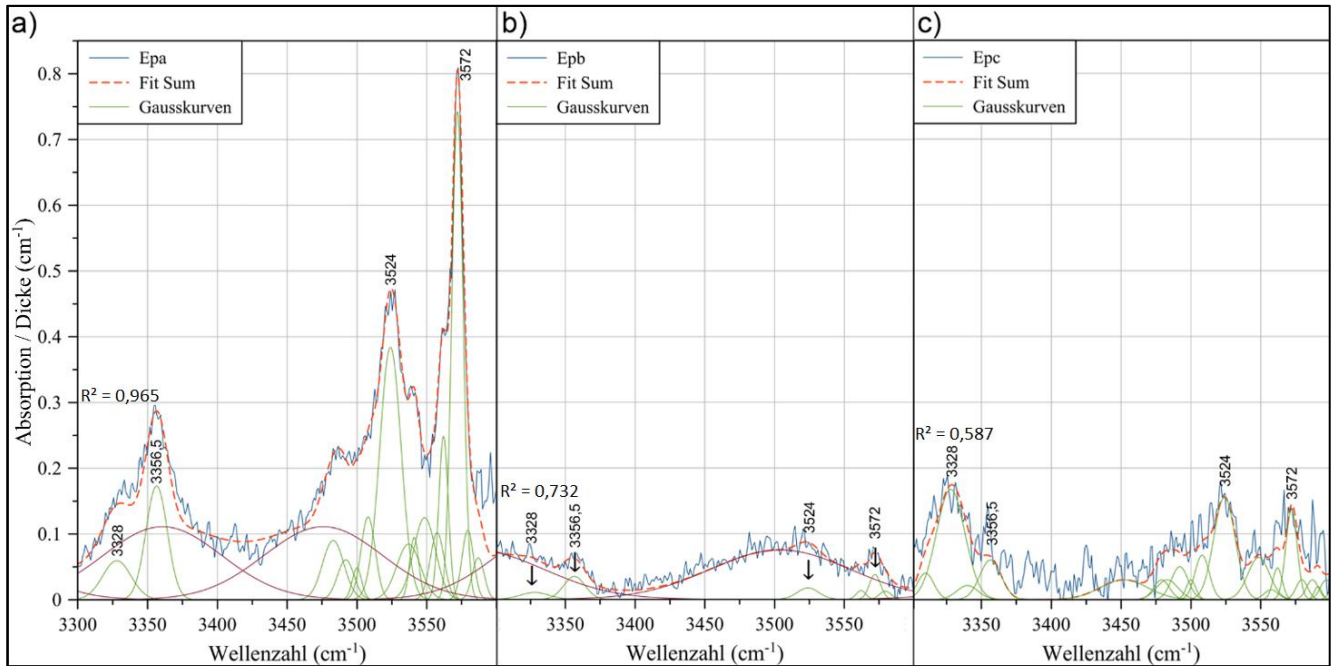 a)
Epa
Fit Sum
Gausskurven
3572
3524
R² = 0,965
3356,5
3328
0.8
0.7
0.6
0.5
0.4
0.3
0.2
0.1
0
Absorption / Dicke (cm⁻¹)
3300 3350 3400 3450 3500 3550
Wellenzahl (cm⁻¹)
b)
Epb
Fit Sum
Gausskurven
R² = 0,732
3328
3356,5
3524
3572
3350 3400 3450 3500 3550
Wellenzahl (cm⁻¹)
c)
Epc
Fit Sum
Gausskurven
R² = 0,587
3328
3356,5
3524
3572
3350 3400 3450 3500 3550
Wellenzahl (cm⁻¹)